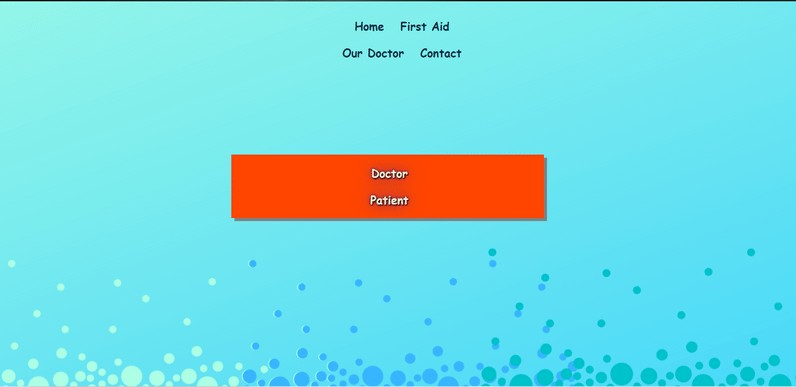 Home First Aid
Our Doctor Contact
Doctor
Patient